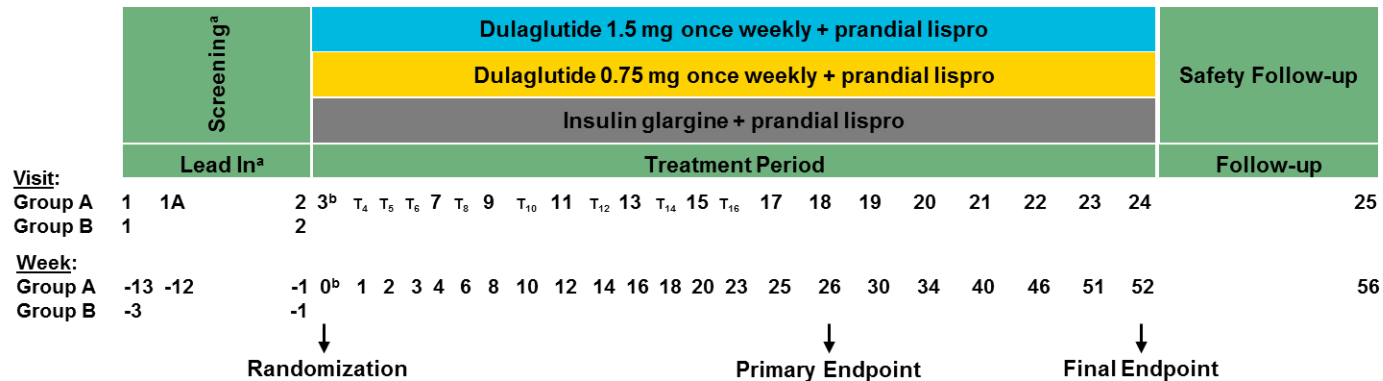 Screeningª
Dulaglutide 1.5 mg once weekly + prandial lispro
Dulaglutide 0.75 mg once weekly + prandial lispro
Insulin glargine + prandial lispro
Safety Follow-up
Lead Inª Treatment Period Follow-up
Visit:
Group A 1 1A 2 3ᵇ T₄ T₅ T₆ 7 T₈ 9 T₁₀ 11 T₁₂ 13 T₁₄ 15 T₁₆ 17 18 19 20 21 22 23 24 25
Group B 1 2
Week:
Group A -13 -12 -1 0ᵇ 1 2 3 4 6 8 10 12 14 16 18 20 23 25 26 30 34 40 46 51 52 56
Group B -3 -1
Randomization Primary Endpoint Final Endpoint